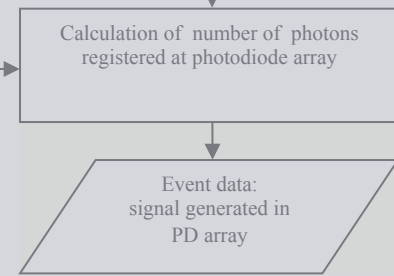 Calculation of number of photons
registered at photodiode array
Event data:
signal generated in
PD array